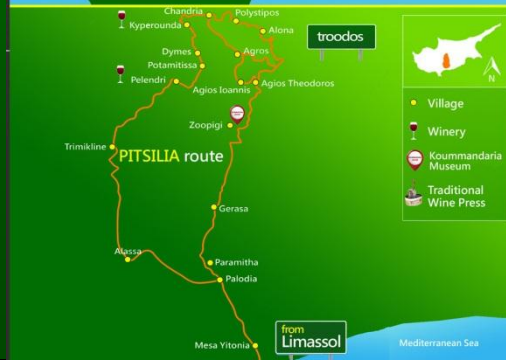 Chandria
Polystipos
Kyperounda
Alona
troodos
Dymes
Agros
Potamitissa
Pelendri
Agios Ioannis
Agios Theodoros
Zoopigi
Trimikline
PITSILIA route
Gerasa
Alassa
Paramitha
Palodia
Mesa Yitonia
from
Limassol
Mediterranean Sea
N
Village
Winery
Koummandaria
Museum
Traditional
Wine Press